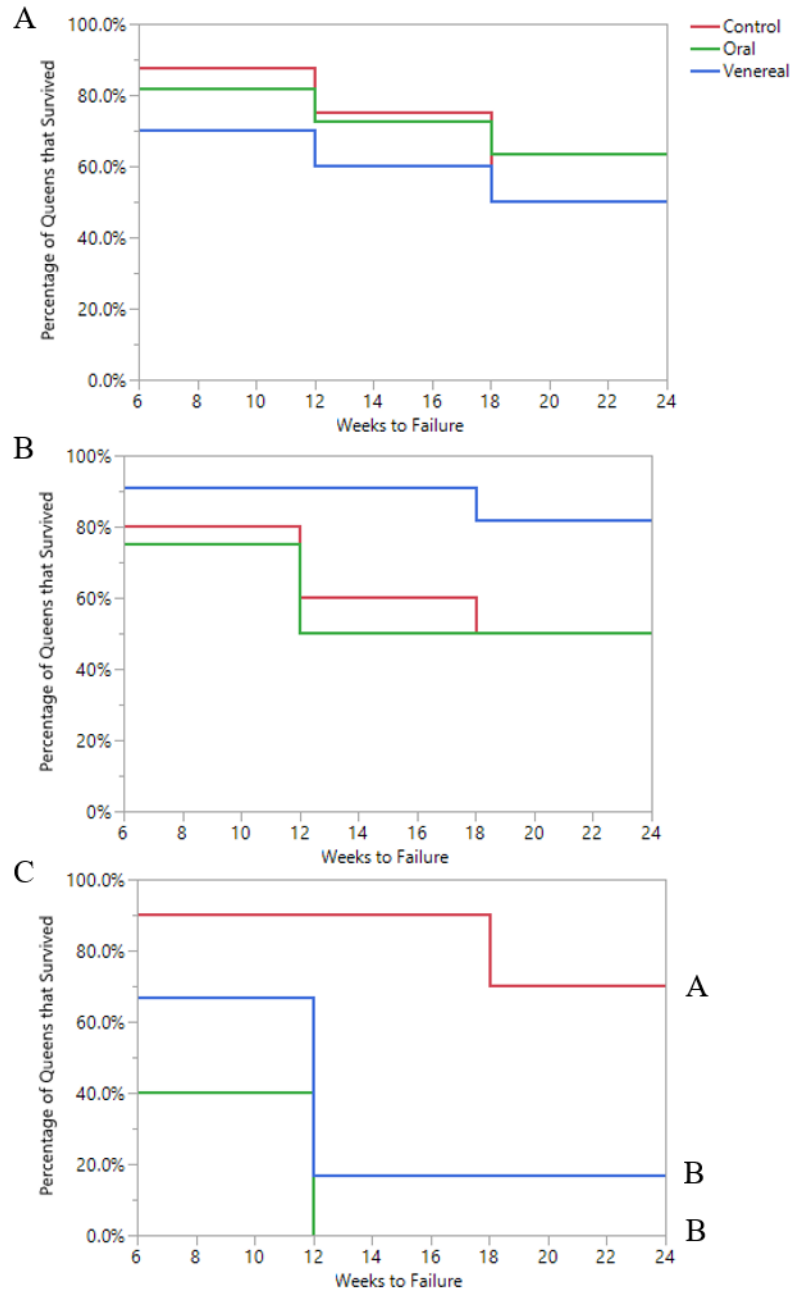 A
Control
Oral
Venereal
100.0%
80.0%
60.0%
40.0%
20.0%
0.0%
Percentage of Queens that Survived
6 8 10 12 14 16 18 20 22 24
Weeks to Failure
B
100%
80%
60%
40%
20%
0%
Percentage of Queens that Survived
6 8 10 12 14 16 18 20 22 24
Weeks to Failure
C
100.0%
80.0%
60.0%
40.0%
20.0%
0.0%
Percentage of Queens that Survived
A
B
B
6 8 10 12 14 16 18 20 22 24
Weeks to Failure